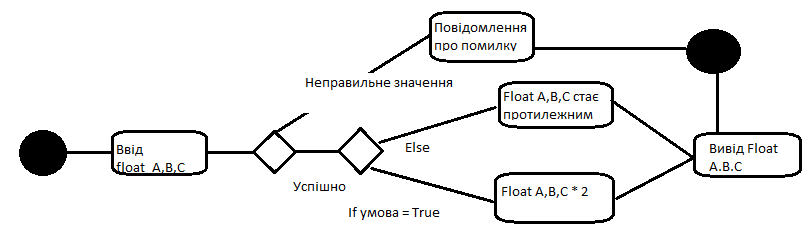 Повідомлення
про помилку
Неправильне значення
Float A,B,C стає
протилежним
Ввід
float A,B,C
Else
Вивід Float
A.B.C
Успішно
Float A,B,C * 2
If умова = True